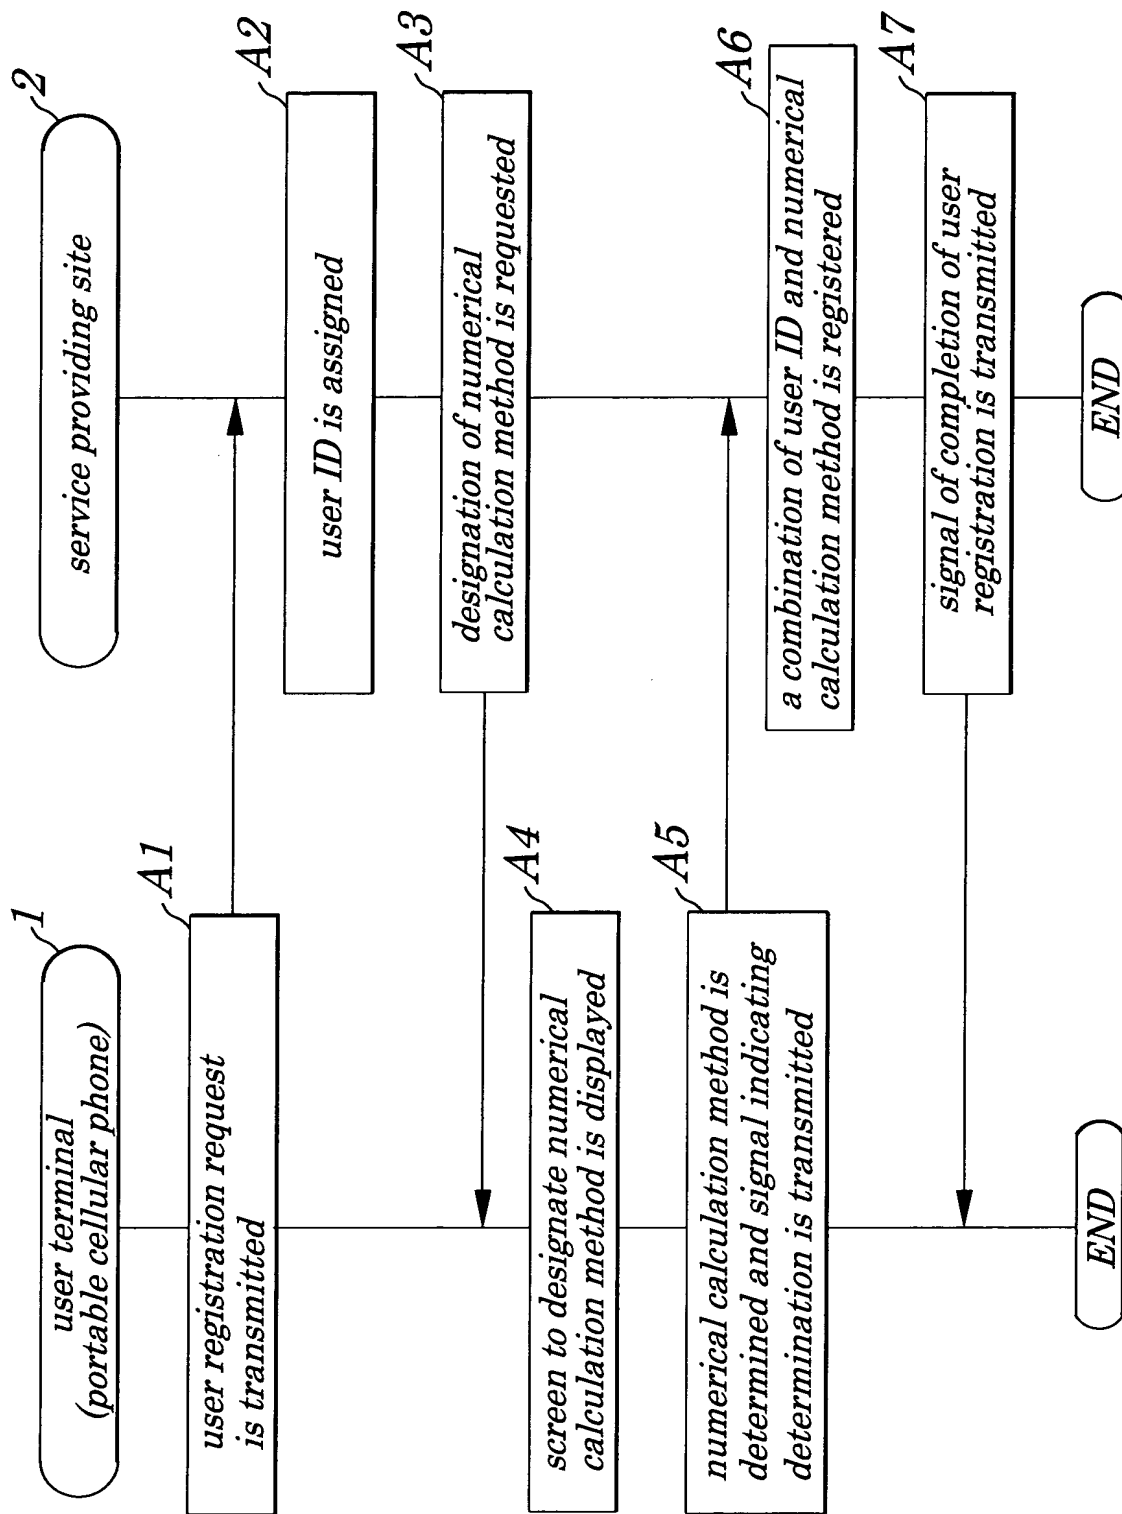 1
user terminal
(portable cellular phone)
2
service providing site
A1
user registration request
is transmitted
A2
user ID is assigned
A3
designation of numerical
calculation method is requested
A4
screen to designate numerical
calculation method is displayed
A5
numerical calculation method is
determined and signal indicating
determination is transmitted
A6
a combination of user ID and numerical
calculation method is registered
A7
signal of completion of user
registration is transmitted
END
END